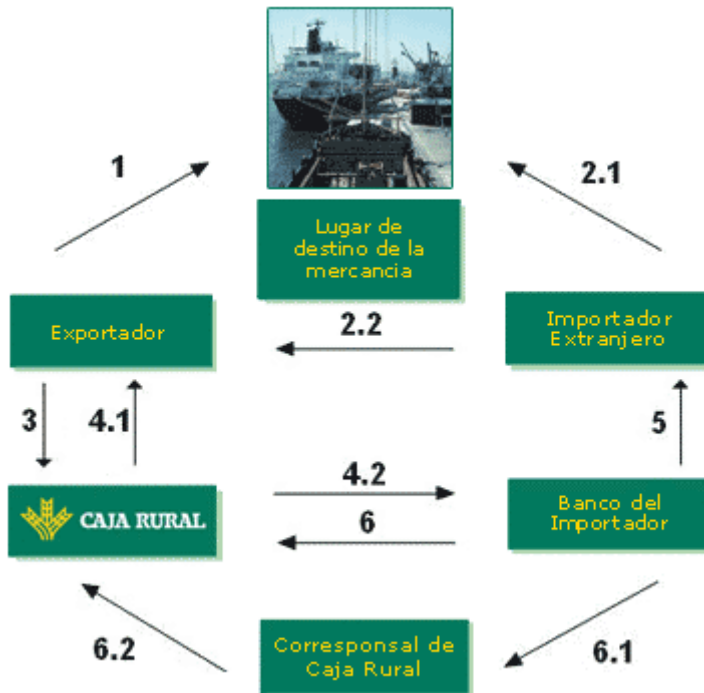 1
2.1
Lugar de
destino de la
mercancia
Exportador
2.2
Importador
Extranjero
3
4.1
5
4.2
CAJA RURAL
6
Banco del
Importador
6.2
Corresponsal de
Caja Rural
6.1